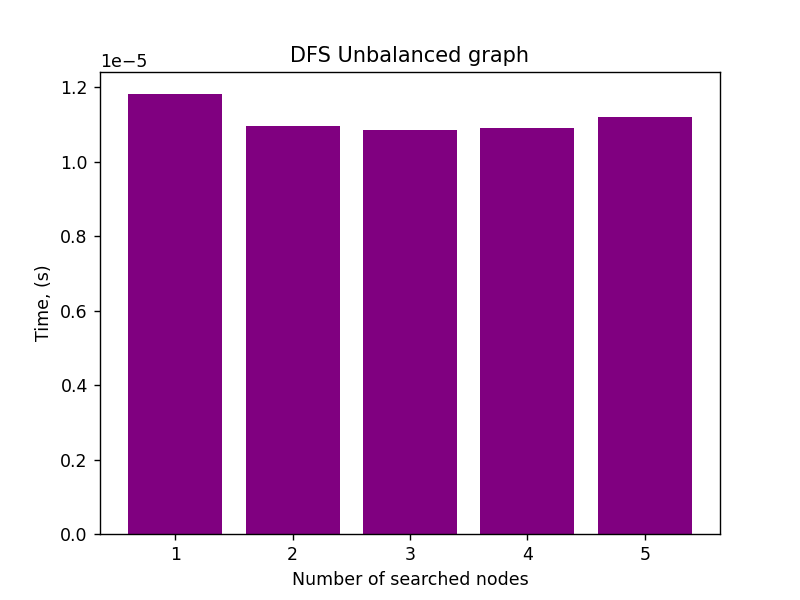 DFS Unbalanced graph
1e−5
1.2
1.0
0.8
0.6
0.4
0.2
0.0
Time, (s)
1 2 3 4 5
Number of searched nodes